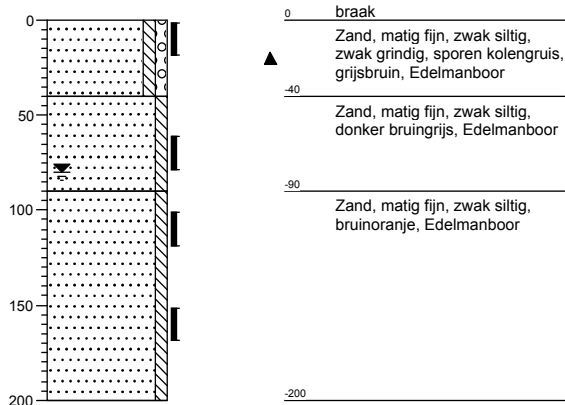 0
50
100
150
200
0
braak
Zand, matig fijn, zwak siltig,
zwak grindig, sporen kolengruis,
grijsbruin, Edelmanboor
-40
Zand, matig fijn, zwak siltig,
donker bruingrijs, Edelmanboor
-90
Zand, matig fijn, zwak siltig,
bruinoranje, Edelmanboor
-200